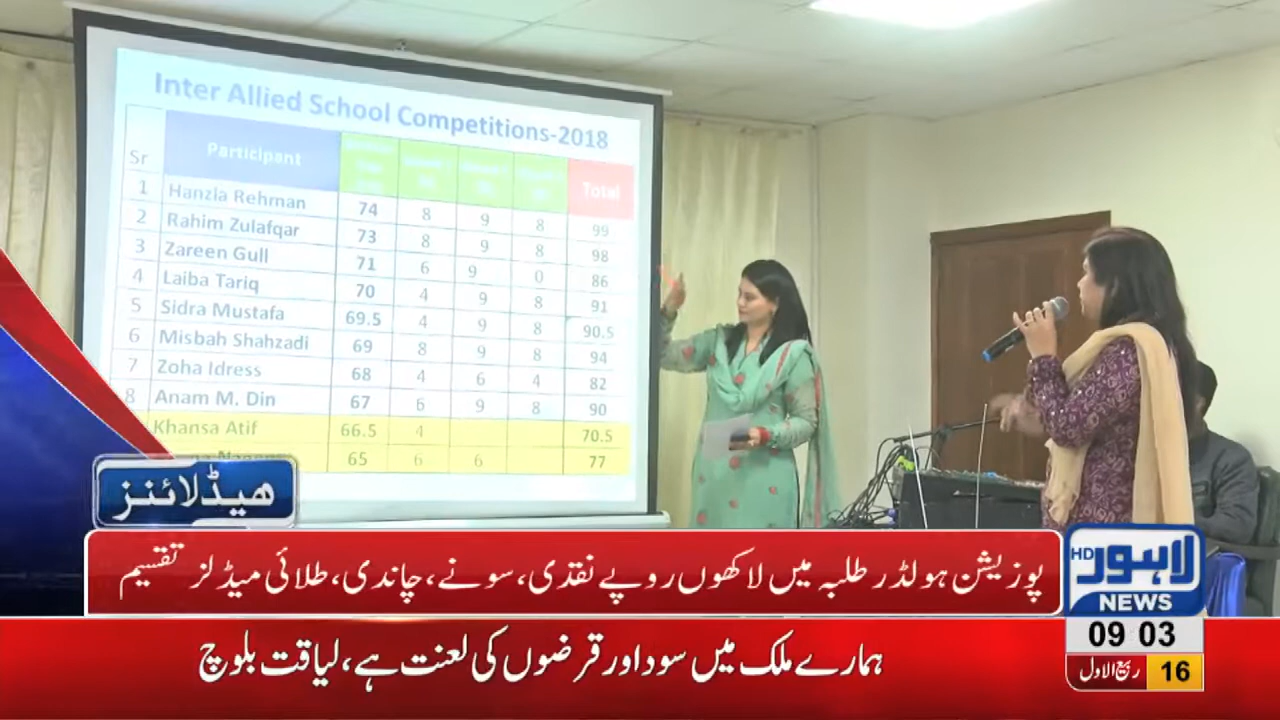 Inter Allied School Competitions-2018
Sr Participant Total
1 Hanzla Rehman 74 8 9 8 99
2 Rahim Zulafqar 73 8 9 8 98
3 Zareen Gull 71 6 9 0 86
4 Laiba Tariq 70 4 9 8 91
5 Sidra Mustafa 69.5 4 9 8 90.5
6 Misbah Shahzadi 69 8 9 8 94
7 Zoha Idress 68 4 6 4 82
8 Anam M. Din 67 6 9 8 90
Khansa Atif 66.5 4 70.5
65 6 6 77
ھیڈلائنز
پوزیشن ہولڈر طلبہ میں لاکھوں روپے نقدی، سونے، چاندی، طلائی میڈلز تقسیم
ہمارے ملک میں سود اور قرضوں کی لعنت ہے، لیاقت بلوچ
لاہور HD
NEWS
09 03
16 ربیع الاول